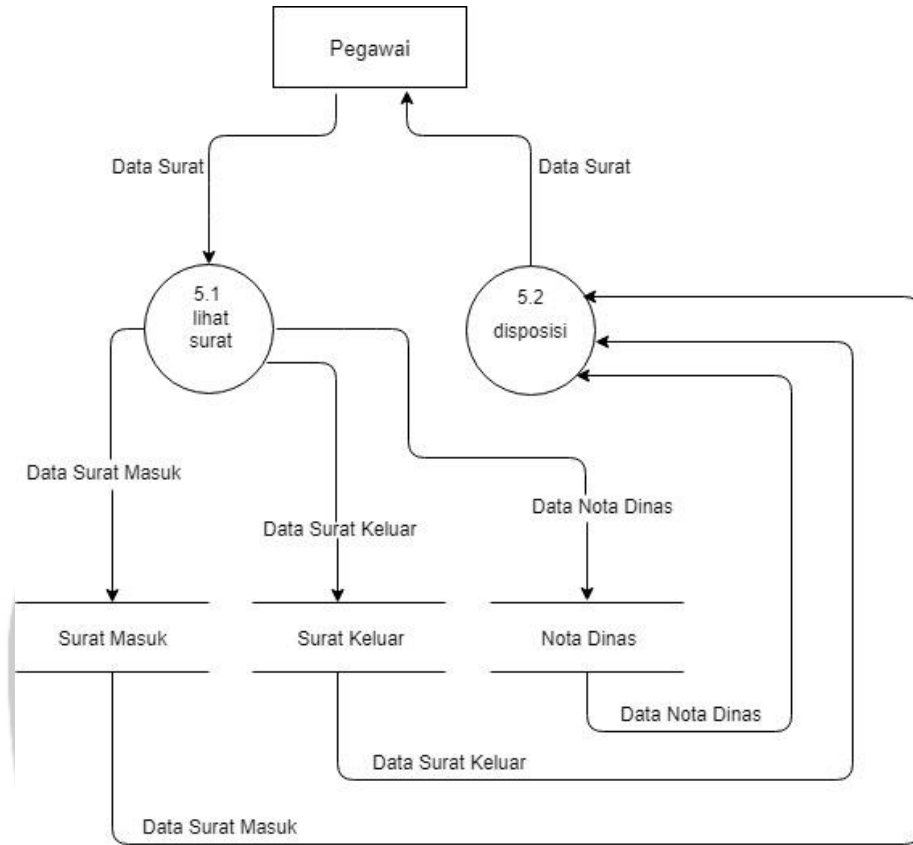 Pegawai
Data Surat
Data Surat
5.1
lihat
surat
5.2
disposisi
Data Surat Masuk
Data Surat Keluar
Data Nota Dinas
Surat Masuk
Surat Keluar
Nota Dinas
Data Nota Dinas
Data Surat Keluar
Data Surat Masuk